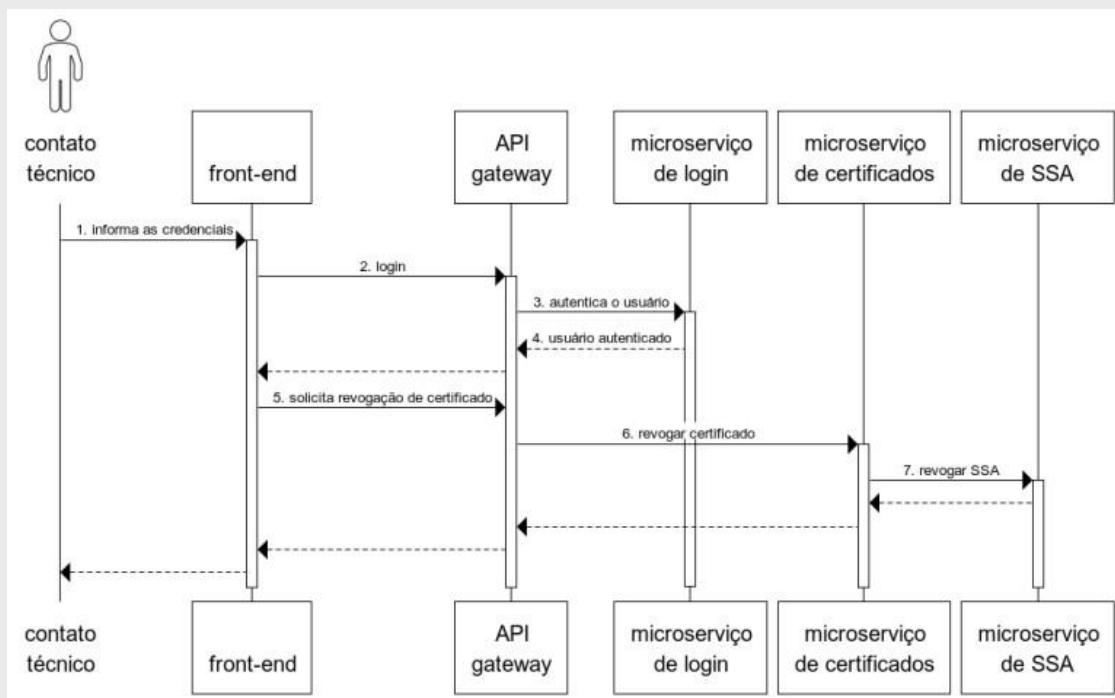 contato
técnico
front-end
API
gateway
microserviço
de login
microserviço
de certificados
microserviço
de SSA
1. informa as credenciais
2. login
3. autentica o usuário
4. usuário autenticado
5. solicita revogação de certificado
6. revogar certificado
7. revogar SSA
contato
técnico
front-end
API
gateway
microserviço
de login
microserviço
de certificados
microserviço
de SSA